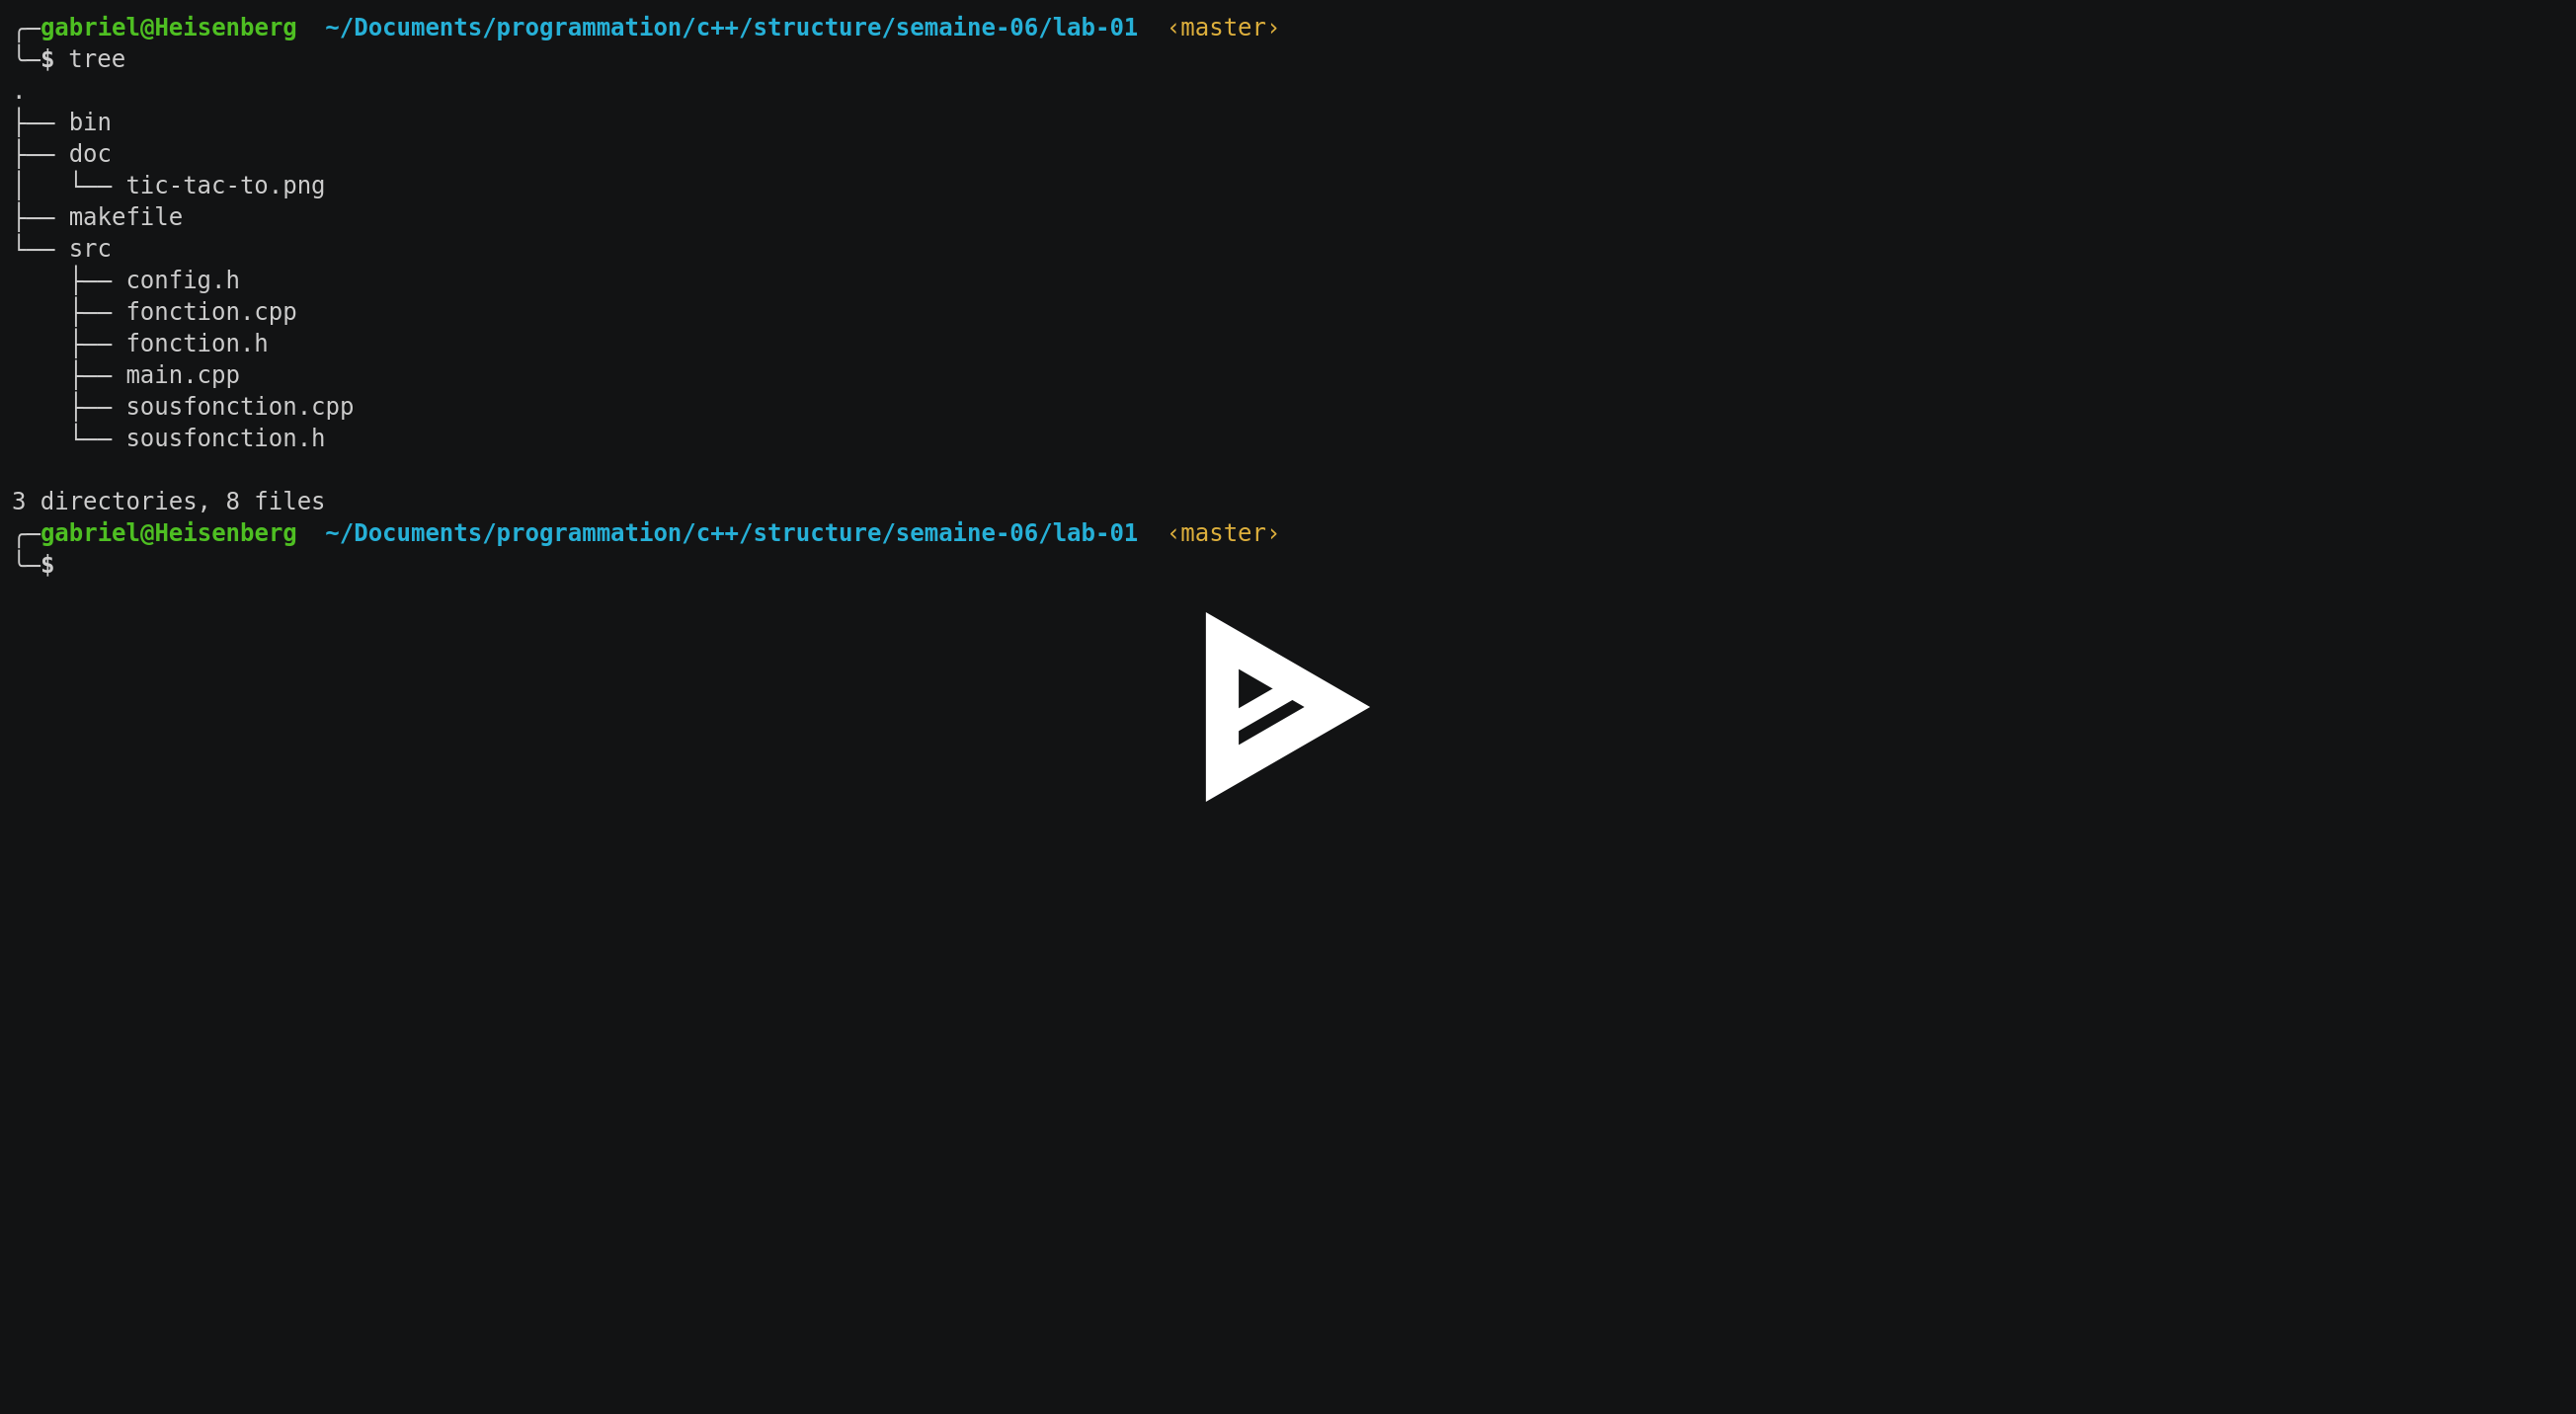 ╭─gabriel@Heisenberg  ~/Documents/programmation/c++/structure/semaine-06/lab-01  ‹master›
╰─$ tree
.
├── bin
├── doc
│   └── tic-tac-to.png
├── makefile
└── src
    ├── config.h
    ├── fonction.cpp
    ├── fonction.h
    ├── main.cpp
    ├── sousfonction.cpp
    └── sousfonction.h

3 directories, 8 files
╭─gabriel@Heisenberg  ~/Documents/programmation/c++/structure/semaine-06/lab-01  ‹master›
╰─$